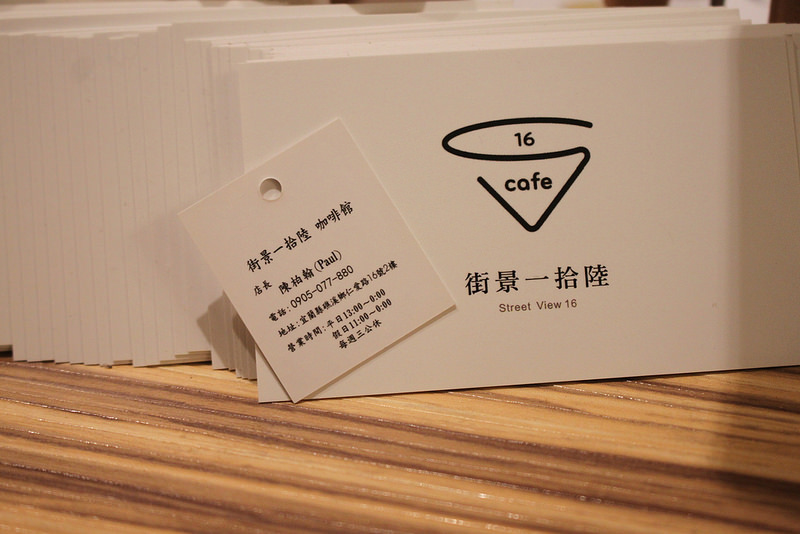 街景一拾陸 咖啡館
店長 陳柏翰 (Paul)
電話:0905-077-880
地址:宜蘭縣礁溪鄉仁愛路16號2樓
營業時間:平日13:00~0:00
假日11:00~0:00
每週三公休
16
cafe
街景一拾陸
Street View 16